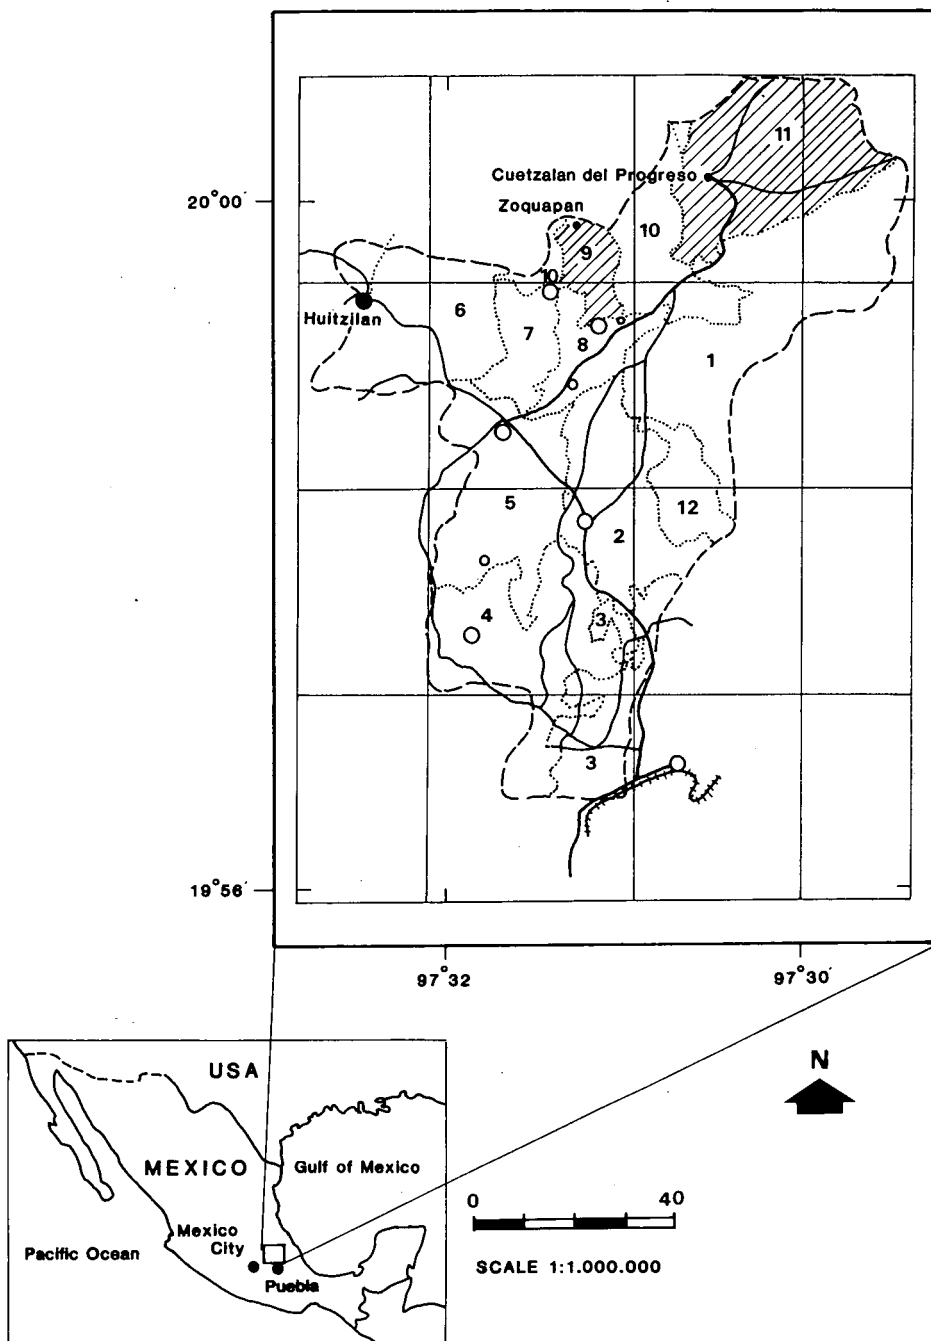 11
Cuetzalan del Progreso
20°00'
Zoquapan
10
9
10
6
Huitzilan
7
8
1
5
12
2
4
3
3
19°56'
97°32
97°30'
USA
N
MEXICO
Gulf of Mexico
0 40
Mexico
City
Pacific Ocean
SCALE 1:1.000.000
Puebla